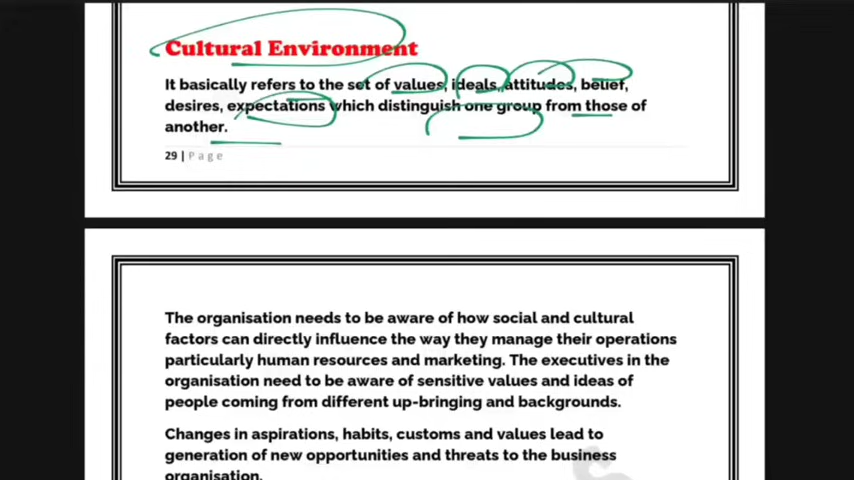 Cultural Environment
It basically refers to the set of values, ideals, attitudes, belief,
desires, expectations which distinguish one group from those of
another.
29 | Page
The organisation needs to be aware of how social and cultural
factors can directly influence the way they manage their operations
particularly human resources and marketing. The executives in the
organisation need to be aware of sensitive values and ideas of
people coming from different up-bringing and backgrounds.
Changes in aspirations, habits, customs and values lead to
generation of new opportunities and threats to the business
organisation.